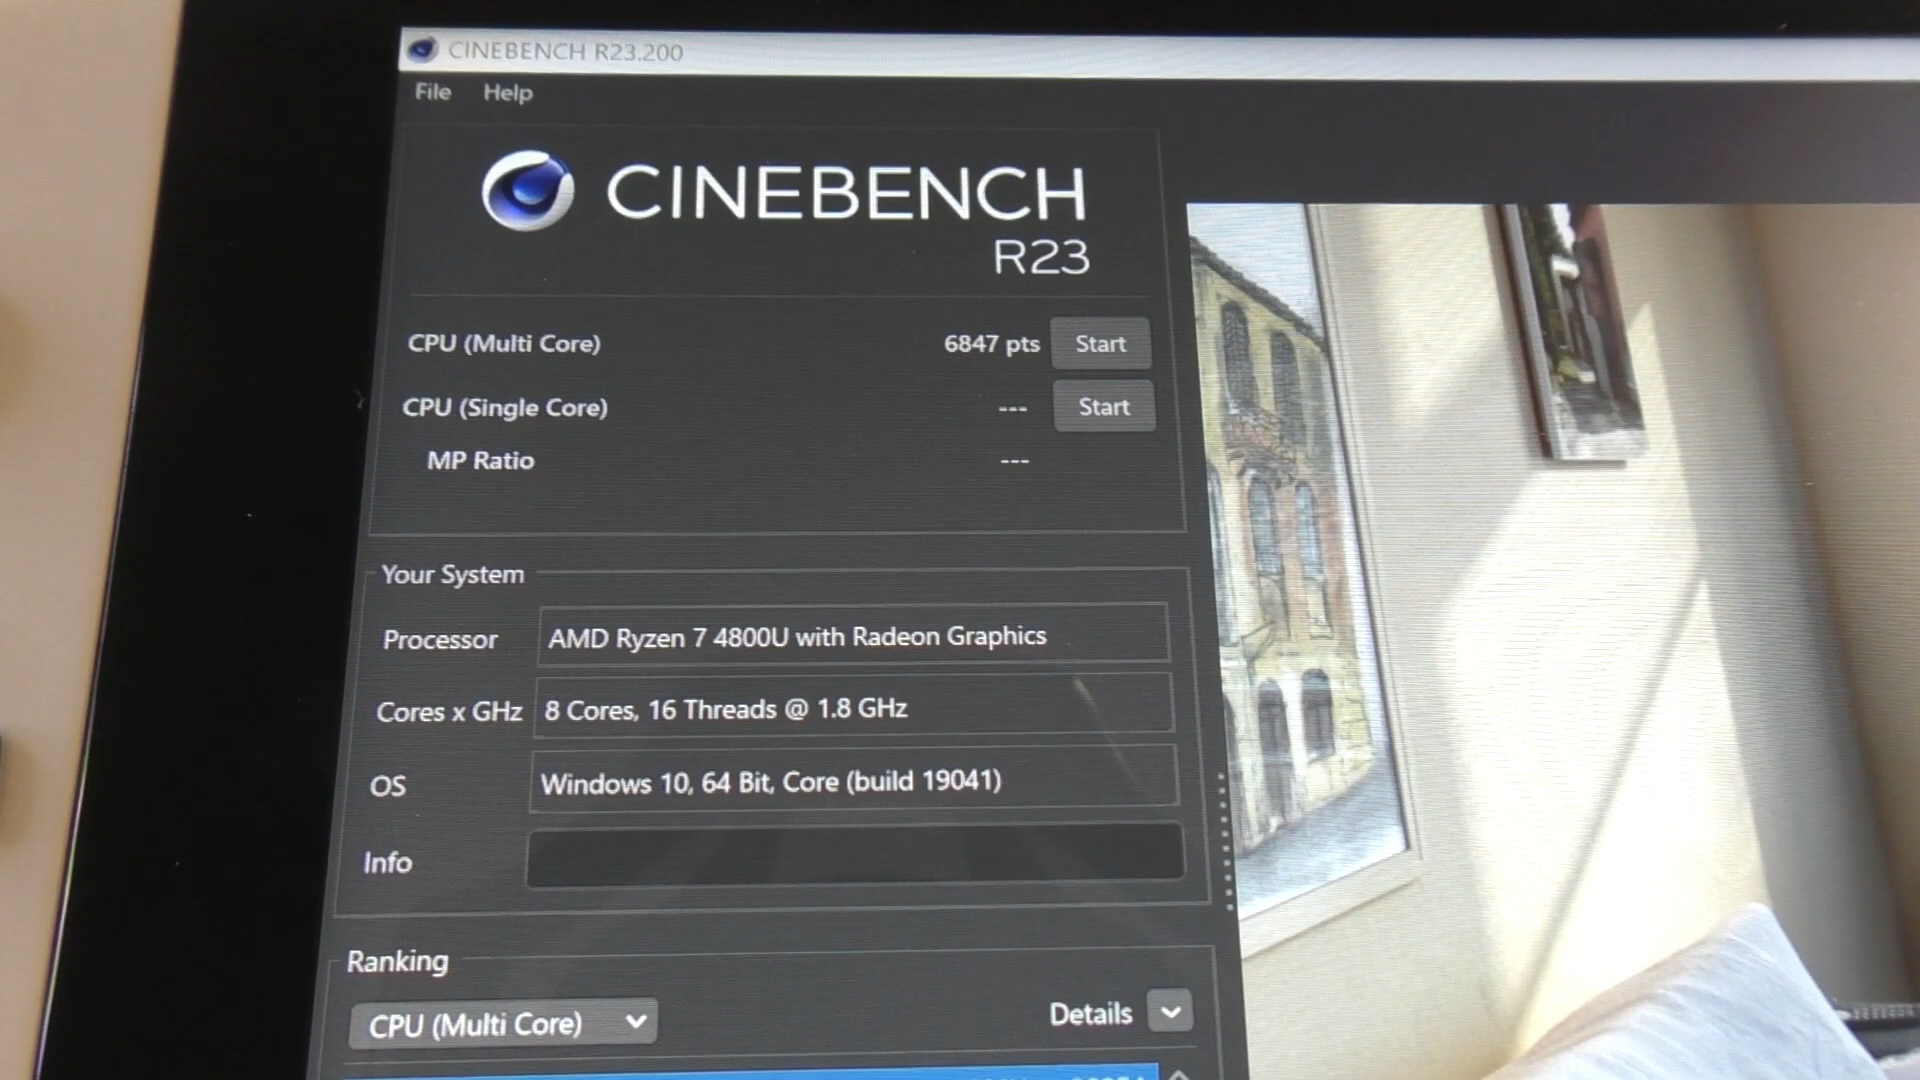 CINEBENCH R23.200
File Help
CINEBENCH
R23
CPU (Multi Core) 6847 pts Start
CPU (Single Core) --- Start
MP Ratio ---
Your System
Processor AMD Ryzen 7 4800U with Radeon Graphics
Cores x GHz 8 Cores, 16 Threads @ 1.8 GHz
OS Windows 10, 64 Bit, Core (build 19041)
Info
Ranking
CPU (Multi Core) Details